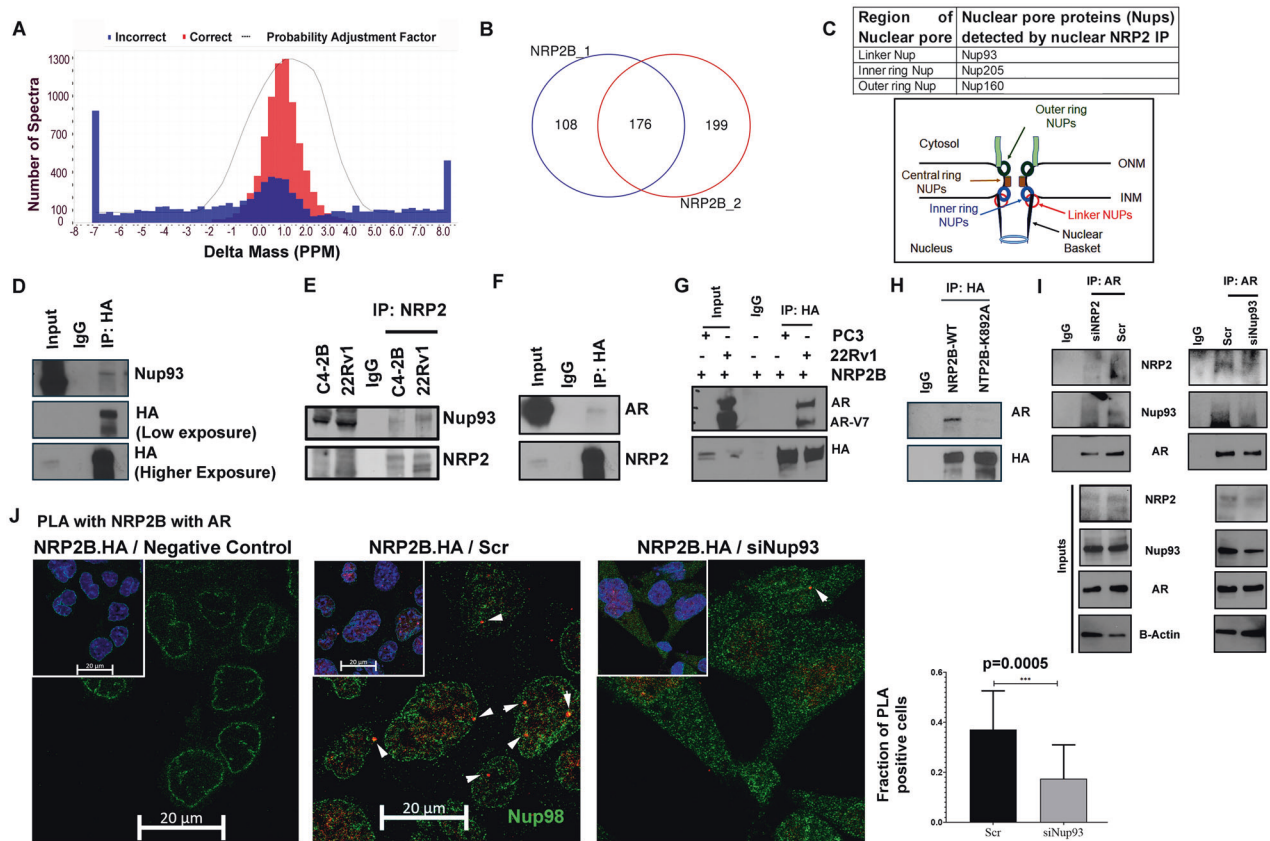 A
Incorrect Correct Probability Adjustment Factor
Number of Spectra
1300
1000
700
400
100
0
-8 -7 -5 -4.0 -3.0 -2.0 -1.0 0.0 1.0 2.0 3.0 4.0 5.0 6.0 7.0 8.0
Delta Mass (PPM)
B
NRP2B_1
108 176 199
NRP2B_2
C
Region of Nuclear pore proteins (Nups)
Nuclear pore detected by nuclear NRP2 IP
Linker Nup Nup93
Inner ring Nup Nup205
Outer ring Nup Nup160
Outer ring
NUPs
Cytosol
ONM
Central ring
NUPs
INM
Inner ring
NUPs
Linker NUPs
Nuclear
Basket
Nucleus
D
Input IgG IP: HA
Nup93
HA
(Low exposure)
HA
(Higher Exposure)
E
IP: NRP2
C4-2B 22Rv1 IgG C4-2B 22Rv1
Nup93
NRP2
F
Input IgG IP: HA
AR
NRP2
G
Input IgG IP:HA
+ - - + - PC3
- + - - + 22Rv1
+ + - + + NRP2B
AR
AR-V7
HA
H
IP: HA
IgG NRP2B-WT NTP2B-K892A
AR
HA
I
IP: AR IP: AR
IgG siNRP2 Scr IgG Scr siNup93
NRP2
Nup93
AR
Inputs
NRP2
Nup93
AR
B-Actin
J
PLA with NRP2B with AR
NRP2B.HA / Negative Control NRP2B.HA / Scr NRP2B.HA / siNup93
20 µm
20 µm
20 µm
20 µm
Nup98
p=0.0005
***
Fraction of PLA
positive cells
0.6
0.4
0.2
0.0
Scr siNup93